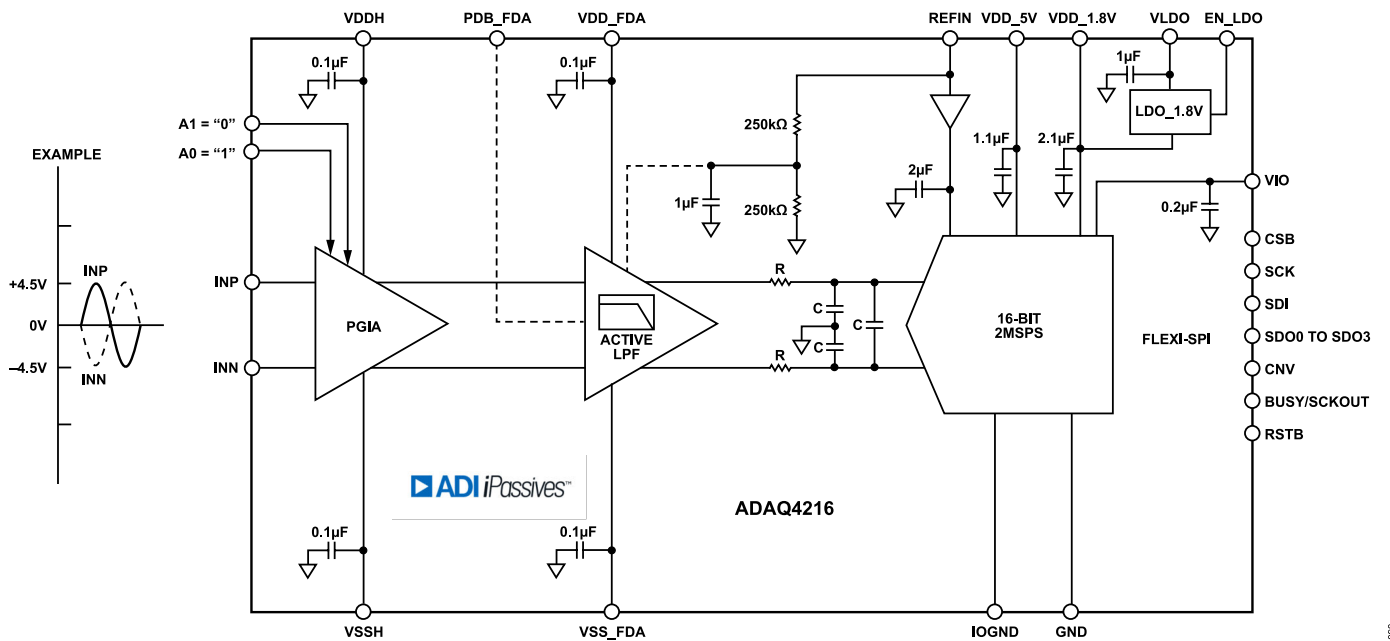 VDDH
PDB_FDA
VDD_FDA
REFIN
VDD_5V
VDD_1.8V
VLDO
EN_LDO
0.1µF
0.1µF
1µF
LDO_1.8V
A1 = “0”
A0 = “1”
250kΩ
1.1µF
2.1µF
EXAMPLE
2µF
VIO
1µF
250kΩ
0.2µF
CSB
INP
+4.5V
INP
R
SCK
C
SDI
0V
PGIA
ACTIVE
LPF
C
16-BIT
2MSPS
FLEXI-SPI
SDO0 TO SDO3
C
–4.5V
INN
INN
R
CNV
BUSY/SCKOUT
RSTB
ADI iPassives™
ADAQ4216
0.1µF
0.1µF
VSSH
VSS_FDA
IOGND
GND